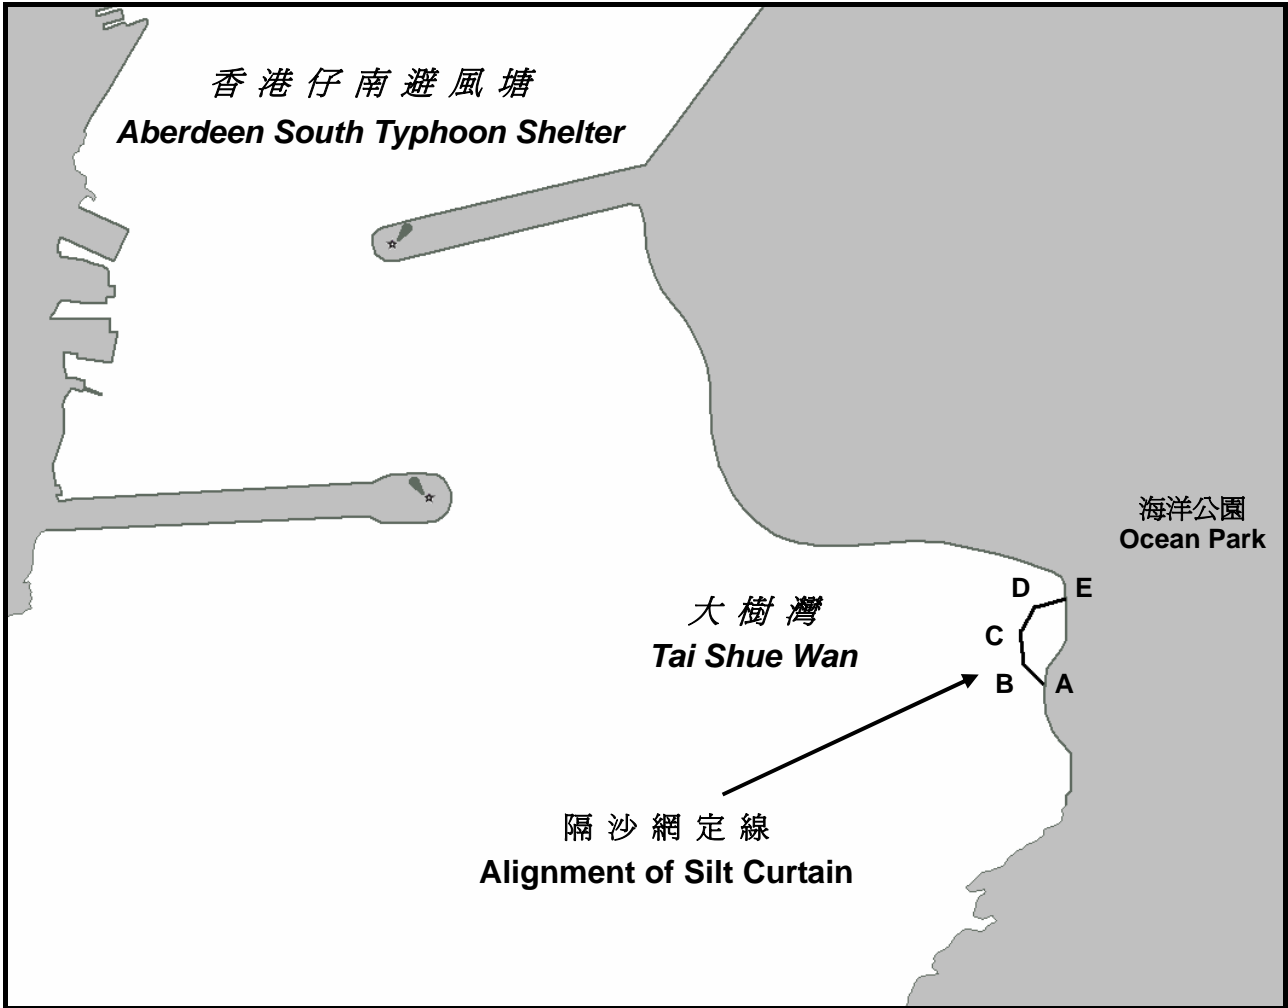 香 港 仔 南 避 風 塘
Aberdeen South Typhoon Shelter
海洋公園
Ocean Park
D
E
大 樹 灣
C
Tai Shue Wan
B
A
隔 沙 網 定 線
Alignment of Silt Curtain